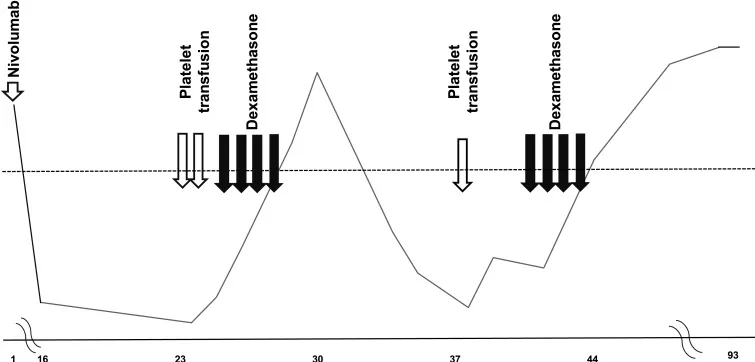 Nivolumab
Platelet
transfusion
Dexamethasone
Platelet
transfusion
Dexamethasone
1 16 23 30 37 44 93